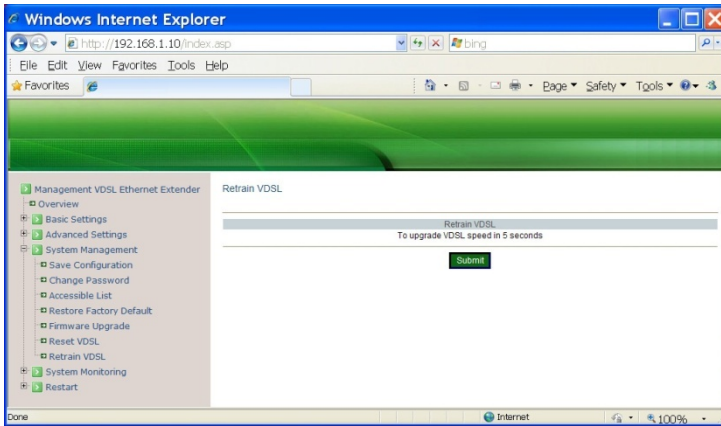 Windows Internet Explorer
http://192.168.1.10/index.asp
bing
File Edit View Favorites Tools Help
Favorites
Page Safety Tools
Management VDSL Ethernet Extender
Overview
Basic Settings
Advanced Settings
System Management
Save Configuration
Change Password
Accessible List
Restore Factory Default
Firmware Upgrade
Reset VDSL
Retrain VDSL
System Monitoring
Restart
Retrain VDSL
Retrain VDSL
To upgrade VDSL speed in 5 seconds
Submit
Done
Internet
100%